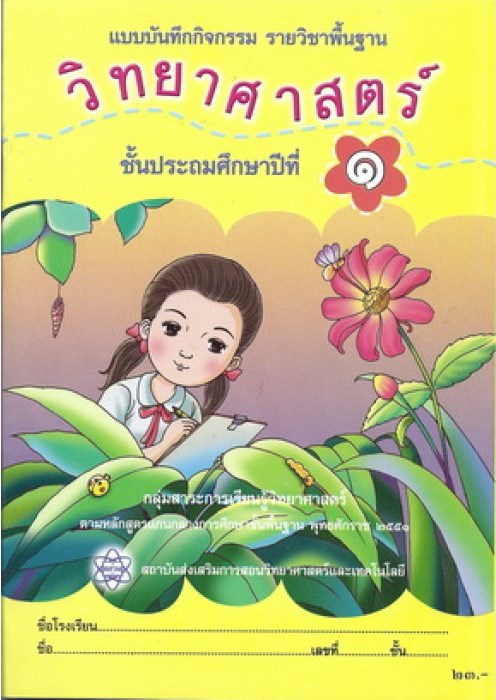 แบบบันทึกกิจกรรม รายวิชาพื้นฐาน
วิทยาศาสตร์
ชั้นประถมศึกษาปีที่ ๑
กลุ่มสาระการเรียนรู้วิทยาศาสตร์
ตามหลักสูตรแกนกลางการศึกษาขั้นพื้นฐาน พุทธศักราช ๒๕๕๑
สถาบันส่งเสริมการสอนวิทยาศาสตร์และเทคโนโลยี
ชื่อโรงเรียน
ชื่อ เลขที่ ชั้น
๒๓.-